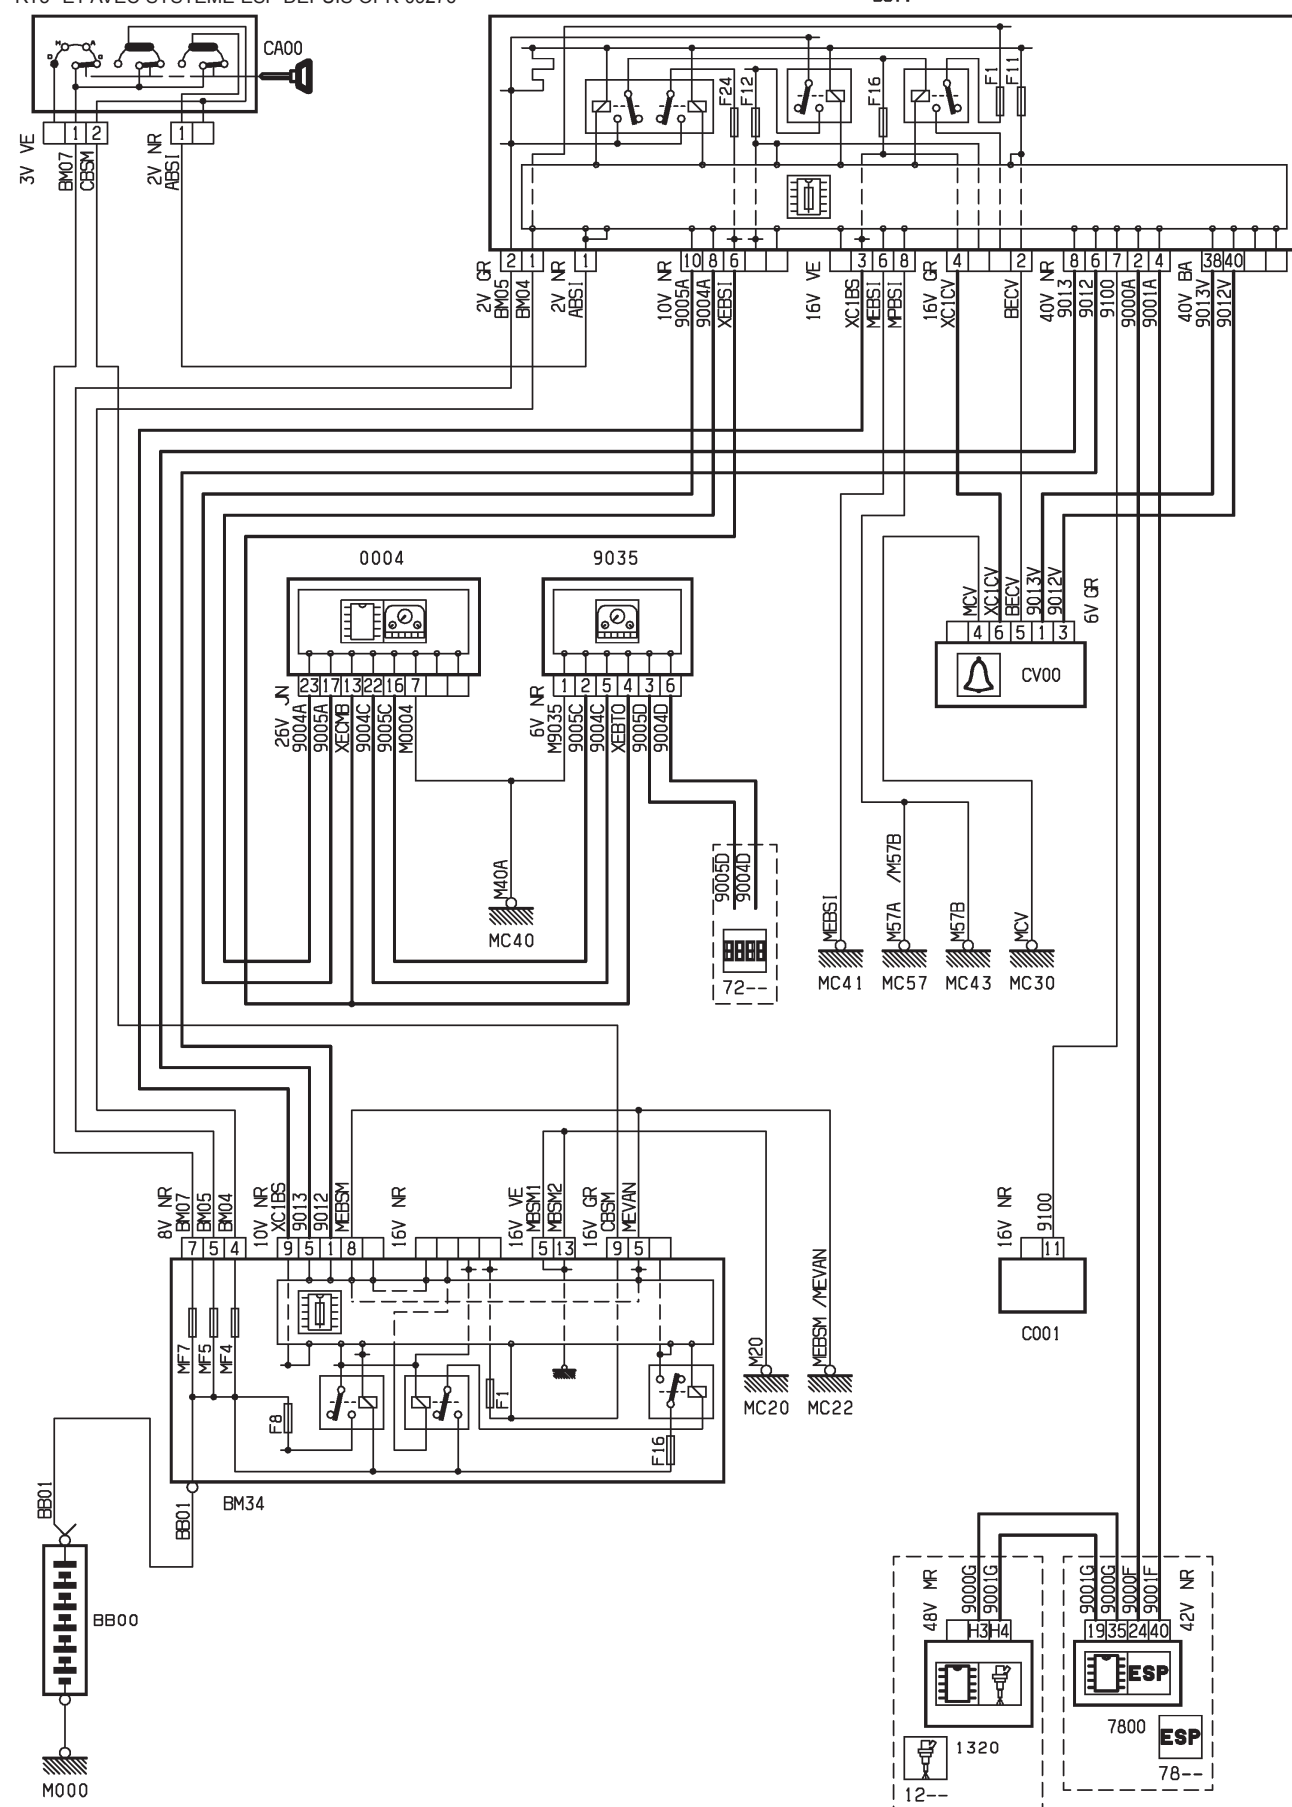 CA00
3V VE
1
2
BM07
CBSM
2V NR
1
ABSI
F24
F12
F16
F1
F11
2V GR
2
1
BM05
BM04
2V NR
1
ABSI
10V NR
10
8
6
9005A
9004A
XEBSI
16V VE
3
6
8
XC1BS
MEBSI
MPBSI
16V GR
4
2
XC1CV
BECV
40V NR
8
6
7
2
4
9013
9012
9100
9000A
9001A
40V BA
38
40
9013V
9012V
0004
26V JN
23
17
13
22
16
7
9004A
9005A
XECMB
9004C
9005C
M0004
9035
6V NR
1
2
5
4
3
6
M9035
9005C
9004C
XEBTO
9005D
9004D
MCV
XC1CV
BECV
9013V
9012V
6V GR
4
6
5
1
3
CV00
M40A
MC40
9005D
9004D
72--
MEBSI
MC41
M57A /M57B
MC57
M57B
MC43
MCV
MC30
8V NR
BM07
BM05
BM04
7
5
4
10V NR
XC1BS
9013
9012
MEBSM
9
5
1
8
16V NR
16V VE
MBSM1
MBSM2
5
13
16V GR
CBSM
MEVAN
9
5
MF7
MF5
MF4
F8
F1
F16
BM34
M20
MC20
MEBSM /MEVAN
MC22
16V NR
9100
11
C001
BB01
BB01
BB00
M000
48V MR
9000G
9001G
H3
H4
1320
12--
9001G
9000G
9000F
9001F
42V NR
19
35
24
40
ESP
7800
ESP
78--